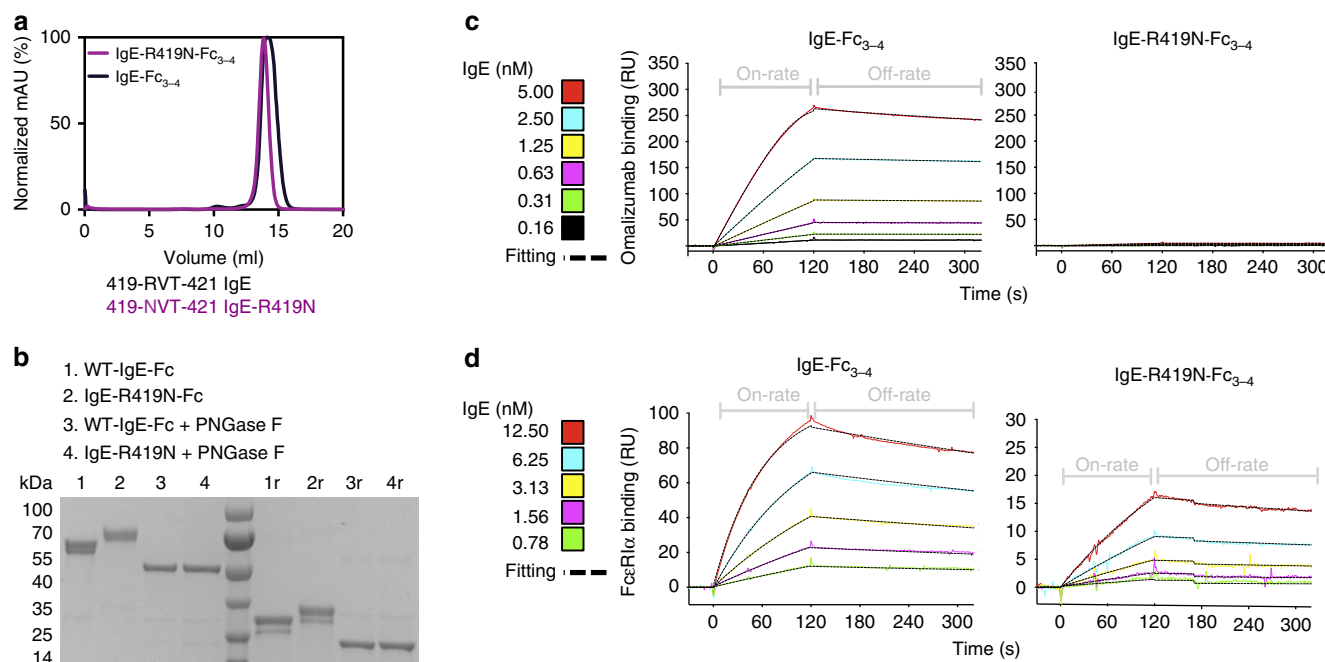 a
Normalized mAU (%)
100
50
0
IgE-R419N-Fc3–4
IgE-Fc3–4
0 5 10 15 20
Volume (ml)
419-RVT-421 IgE
419-NVT-421 IgE-R419N
b
1. WT-IgE-Fc
2. IgE-R419N-Fc
3. WT-IgE-Fc + PNGase F
4. IgE-R419N + PNGase F
kDa 1 2 3 4 1r 2r 3r 4r
100
70
55
40
35
25
14
c
IgE (nM)
5.00
2.50
1.25
0.63
0.31
0.16
Fitting
IgE-Fc3–4
On-rate Off-rate
Omalizumab binding (RU)
350
300
250
200
150
100
50
0
0 60 120 180 240 300
IgE-R419N-Fc3–4
350
300
250
200
150
100
50
0
0 60 120 180 240 300
Time (s)
d
IgE (nM)
12.50
6.25
3.13
1.56
0.78
Fitting
IgE-Fc3–4
On-rate Off-rate
FcεRIα binding (RU)
100
80
60
40
20
0
0 60 120 180 240 300
IgE-R419N-Fc3–4
On-rate Off-rate
30
25
20
15
10
5
0
0 60 120 180 240 300
Time (s)